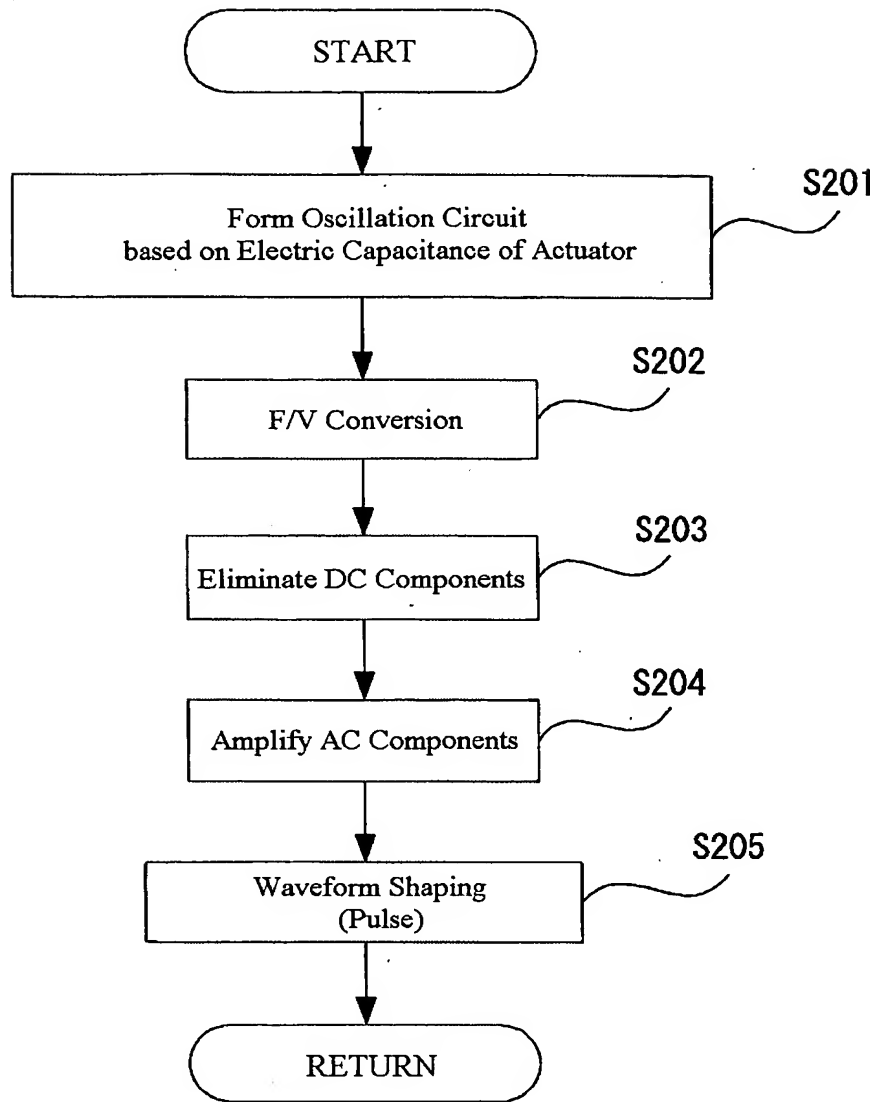 START
S201
Form Oscillation Circuit
based on Electric Capacitance of Actuator
S202
F/V Conversion
S203
Eliminate DC Components
S204
Amplify AC Components
S205
Waveform Shaping
(Pulse)
RETURN